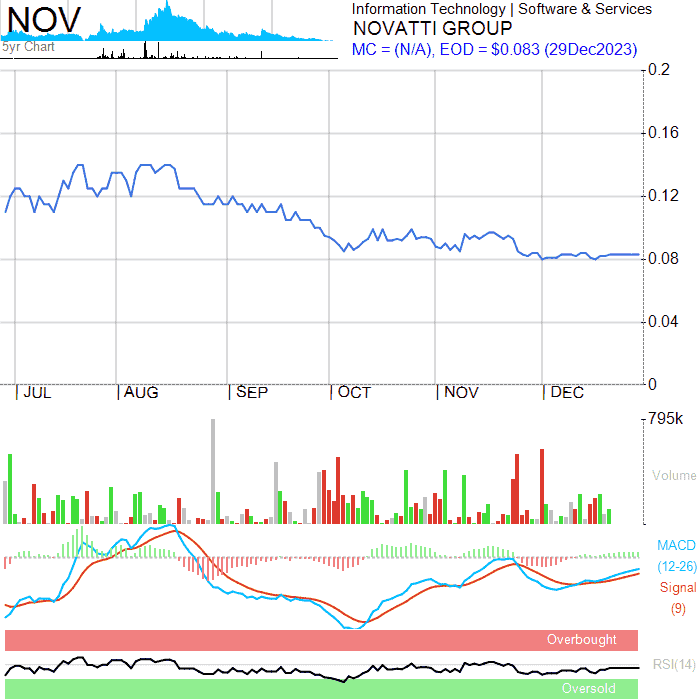 NOV
5yr Chart
Information Technology | Software & Services
NOVATTI GROUP
MC = (N/A), EOD = $0.083 (29Dec2023)
0.2
0.16
0.12
0.08
0.04
0
JUL AUG SEP OCT NOV DEC
795k
Volume
MACD
(12-26)
Signal
(9)
Overbought
RSI(14)
Oversold